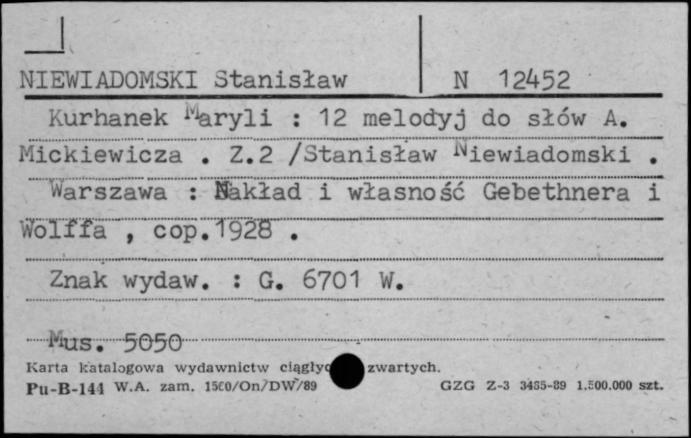 NIEWIADOMSKI Stanisław N 12452
Kurhanek Maryli : 12 melodyj do słów A.
Mickiewicza . Z.2 /Stanisław Niewiadomski .
Warszawa : Nakład i własność Gebethnera i
Wolffa , cop.1928 .
Znak wydaw. : G. 6701 W.
Mus. 5050
Karta katalogowa wydawnictw ciągłyc zwartych.
Pu-B-144 W.A. zam. 1500/On/DW/89 GZG Z-3 3485-89 1.500.000 szt.